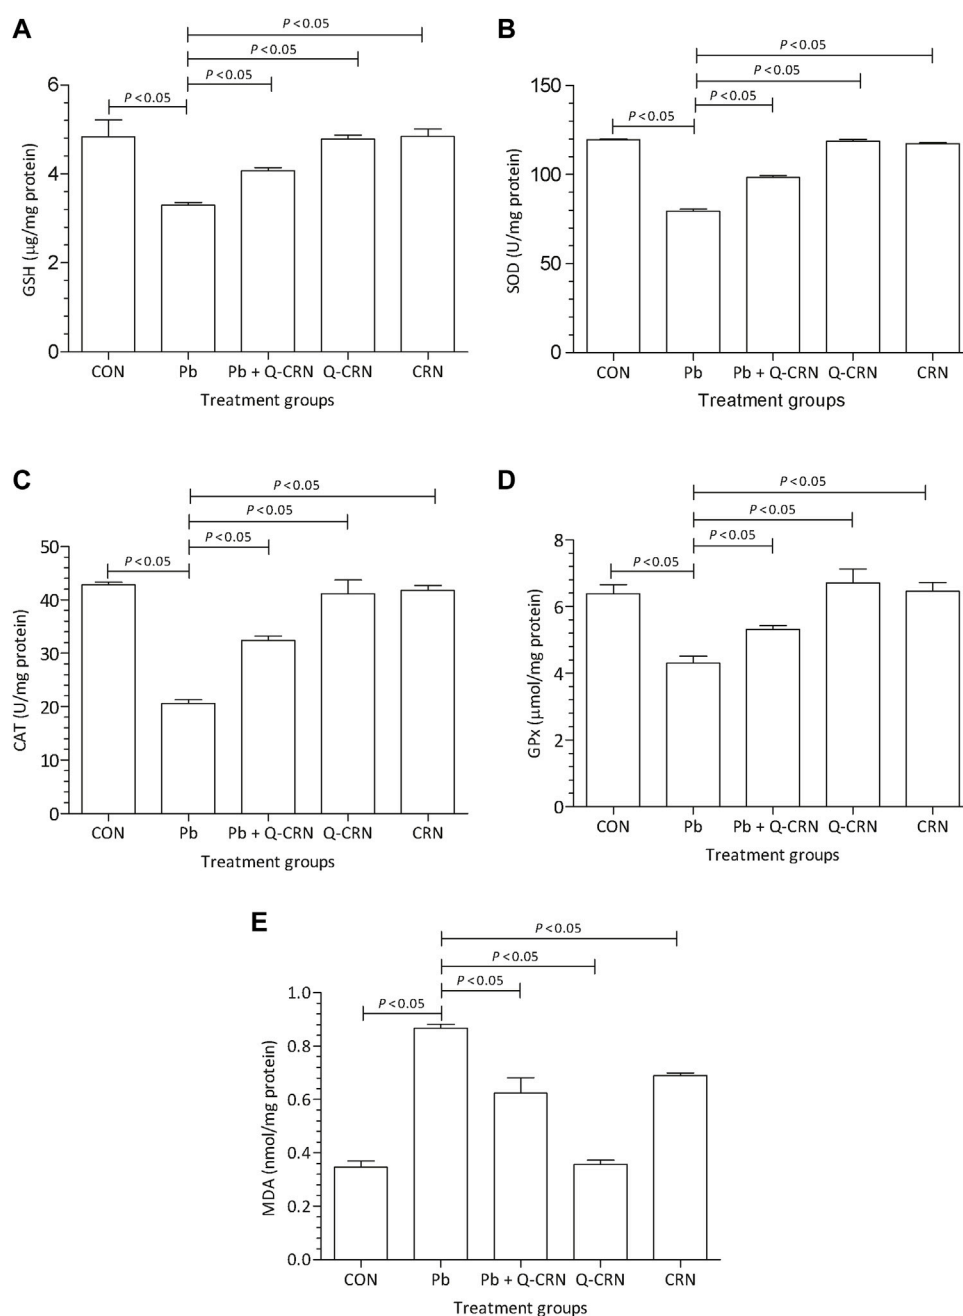 A
P < 0.05
P < 0.05
P < 0.05
P < 0.05
GSH (µg/mg protein)
6
4
2
0
CON Pb Pb + Q-CRN Q-CRN CRN
Treatment groups
B
P < 0.05
P < 0.05
P < 0.05
P < 0.05
SOD (U/mg protein)
150
100
50
0
CON Pb Pb + Q-CRN Q-CRN CRN
Treatment groups
C
P < 0.05
P < 0.05
P < 0.05
P < 0.05
CAT (U/mg protein)
50
40
30
20
10
0
CON Pb Pb + Q-CRN Q-CRN CRN
Treatment groups
D
P < 0.05
P < 0.05
P < 0.05
P < 0.05
GPx (µmol/mg protein)
8
6
4
2
0
CON Pb Pb + Q-CRN Q-CRN CRN
Treatment groups
E
P < 0.05
P < 0.05
P < 0.05
P < 0.05
MDA (nmol/mg protein)
1.0
0.8
0.6
0.4
0.2
0.0
CON Pb Pb + Q-CRN Q-CRN CRN
Treatment groups